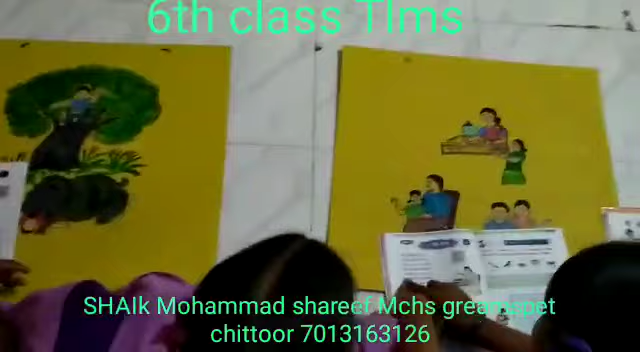 6th class Tlms
SHAIk Mohammad shareef Mchs greamspet
chittoor 7013163126